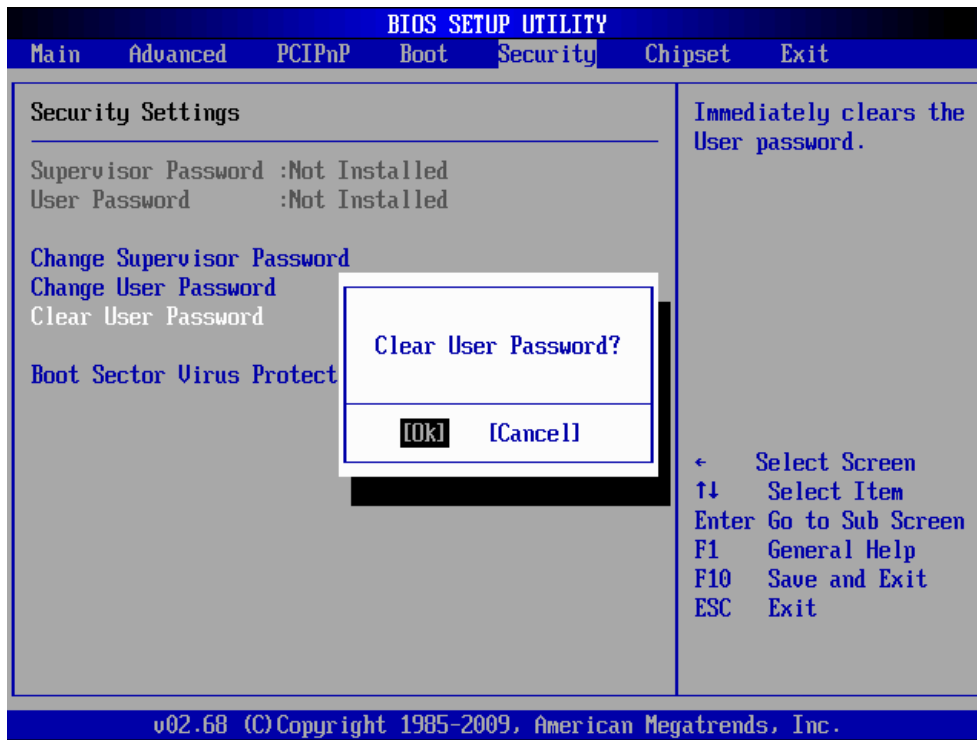 BIOS SETUP UTILITY
Main Advanced PCIPnP Boot Security Chipset Exit
Security Settings
Supervisor Password :Not Installed
User Password :Not Installed
Change Supervisor Password
Change User Password
Clear User Password
Boot Sector Virus Protect
Clear User Password?
[Ok] [Cancel]
Immediately clears the
User password.
← Select Screen
↑↓ Select Item
Enter Go to Sub Screen
F1 General Help
F10 Save and Exit
ESC Exit
v02.68 (C)Copyright 1985-2009, American Megatrends, Inc.